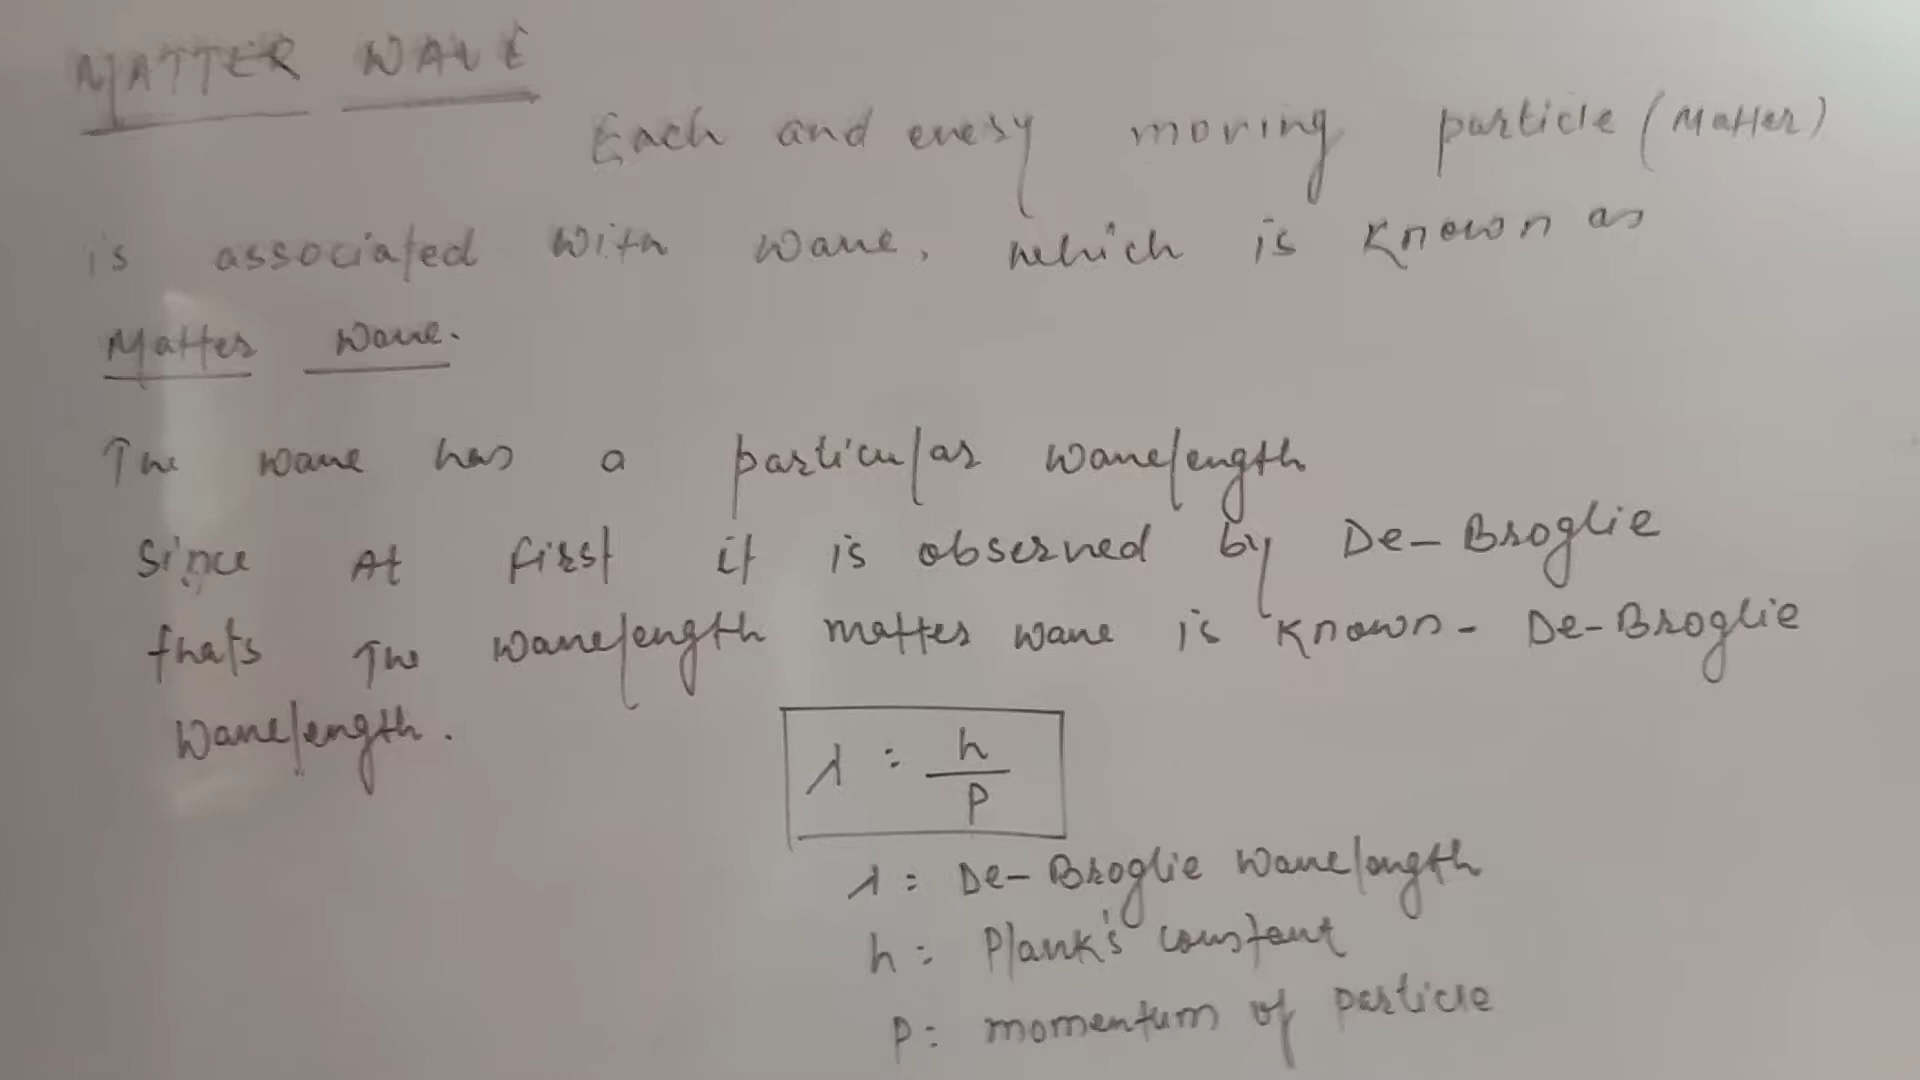 MATTER WAVE
Each and every moving particle (Matter)
is associated with wave, which is known as
Matter wave.
The wave has a particular wavelength
Since At first it is observed by De-Broglie
that's The wavelength matter wave is known- De-Broglie
wavelength.
λ = h/P
λ = De-Broglie wavelength
h = Plank's constant
P = momentum of particle